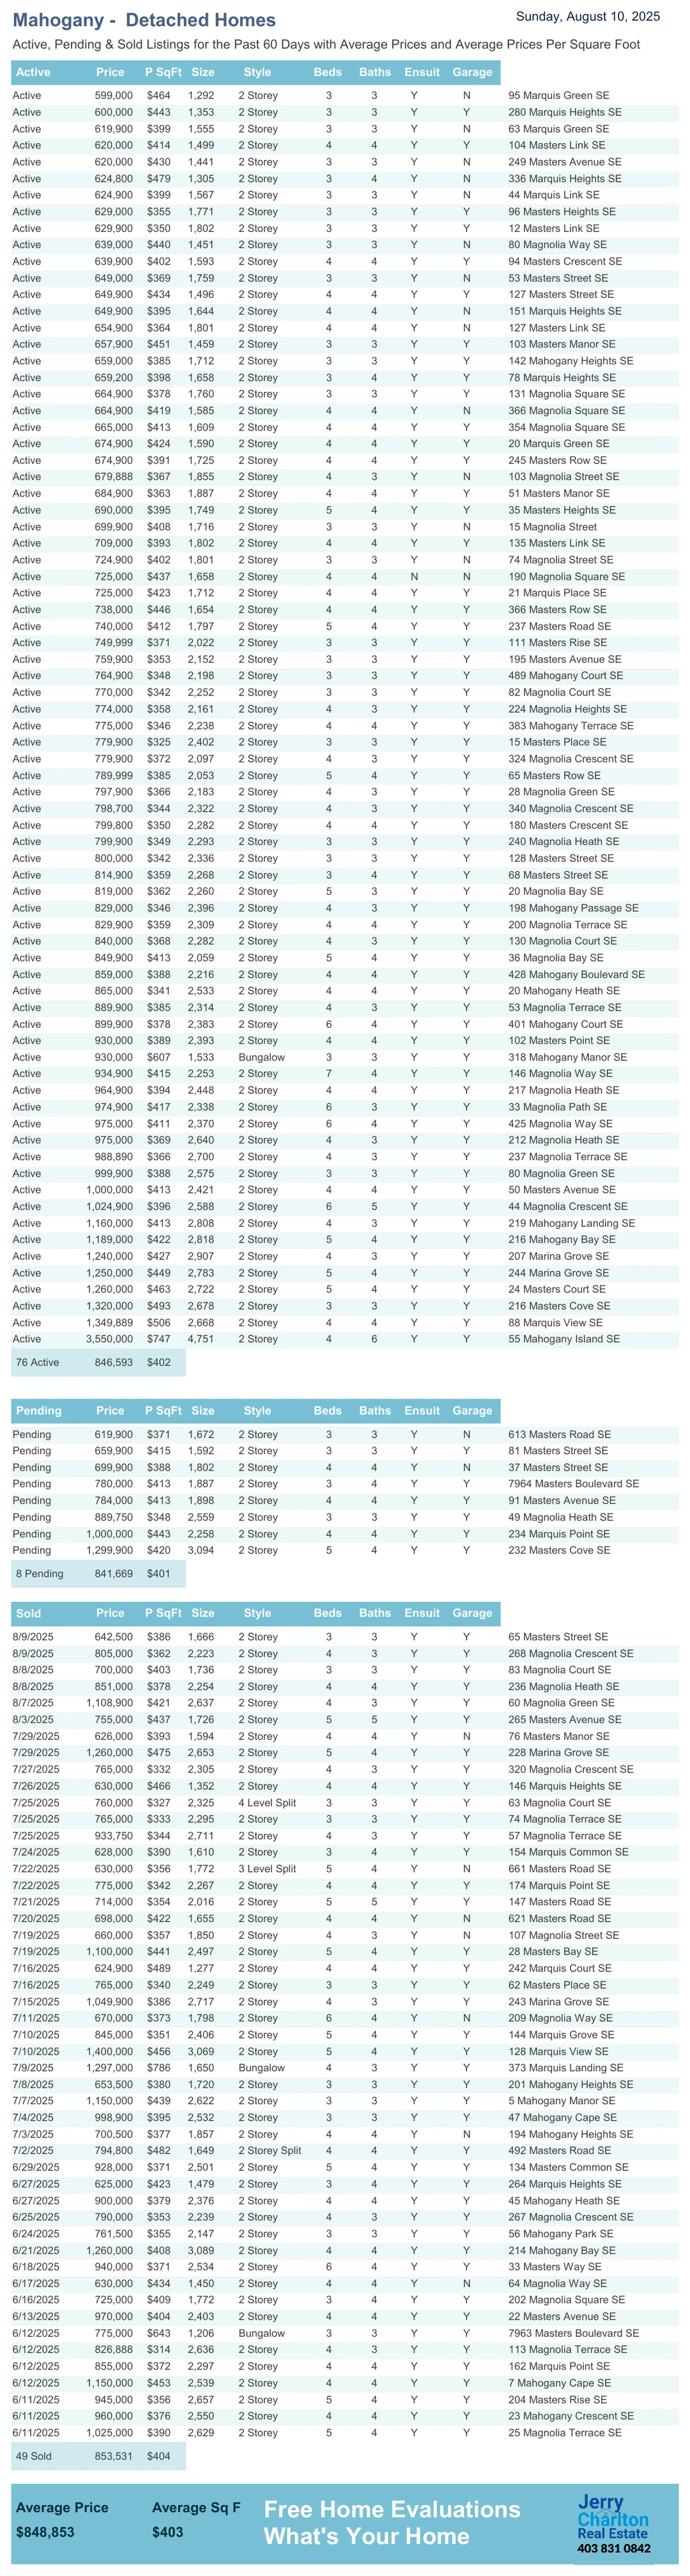 Mahogany -  Detached Homes
Sunday, August 10, 2025
Active, Pending & Sold Listings for the Past 60 Days with Average Prices and Average Prices Per Square Foot
Active Price P SqFt Size Style Beds Baths Ensuit Garage
Active 599,000 $464 1,292 2 Storey 3 3 Y N 95 Marquis Green SE
Active 600,000 $443 1,353 2 Storey 3 3 Y Y 280 Marquis Heights SE
Active 619,900 $399 1,555 2 Storey 3 3 Y N 63 Marquis Green SE
Active 620,000 $414 1,499 2 Storey 4 4 Y Y 104 Masters Link SE
Active 620,000 $430 1,441 2 Storey 3 3 Y N 249 Masters Avenue SE
Active 624,800 $479 1,305 2 Storey 3 4 Y N 336 Marquis Heights SE
Active 624,900 $399 1,567 2 Storey 3 3 Y N 44 Marquis Link SE
Active 629,000 $355 1,771 2 Storey 3 3 Y Y 96 Masters Heights SE
Active 629,900 $350 1,802 2 Storey 3 3 Y Y 12 Masters Link SE
Active 639,000 $440 1,451 2 Storey 3 3 Y N 80 Magnolia Way SE
Active 639,900 $402 1,593 2 Storey 4 4 Y Y 94 Masters Crescent SE
Active 649,000 $369 1,759 2 Storey 3 3 Y N 53 Masters Street SE
Active 649,900 $434 1,496 2 Storey 4 4 Y Y 127 Masters Street SE
Active 649,900 $395 1,644 2 Storey 4 4 Y N 151 Marquis Heights SE
Active 654,900 $364 1,801 2 Storey 4 4 Y N 127 Masters Link SE
Active 657,900 $451 1,459 2 Storey 3 3 Y Y 103 Masters Manor SE
Active 659,000 $385 1,712 2 Storey 3 3 Y Y 142 Mahogany Heights SE
Active 659,200 $398 1,658 2 Storey 3 4 Y Y 78 Marquis Heights SE
Active 664,900 $378 1,760 2 Storey 3 3 Y Y 131 Magnolia Square SE
Active 664,900 $419 1,585 2 Storey 4 4 Y N 366 Magnolia Square SE
Active 665,000 $413 1,609 2 Storey 4 4 Y Y 354 Magnolia Square SE
Active 674,900 $424 1,590 2 Storey 4 4 Y Y 20 Marquis Green SE
Active 674,900 $391 1,725 2 Storey 4 4 Y Y 245 Masters Row SE
Active 679,888 $367 1,855 2 Storey 4 3 Y N 103 Magnolia Street SE
Active 684,900 $363 1,887 2 Storey 4 4 Y Y 51 Masters Manor SE
Active 690,000 $395 1,749 2 Storey 5 4 Y Y 35 Masters Heights SE
Active 699,900 $408 1,716 2 Storey 3 3 Y N 15 Magnolia Street
Active 709,000 $393 1,802 2 Storey 4 4 Y Y 135 Masters Link SE
Active 724,900 $402 1,801 2 Storey 3 3 Y N 74 Magnolia Street SE
Active 725,000 $437 1,658 2 Storey 4 4 N N 190 Magnolia Square SE
Active 725,000 $423 1,712 2 Storey 4 4 Y Y 21 Marquis Place SE
Active 738,000 $446 1,654 2 Storey 4 4 Y Y 366 Masters Row SE
Active 740,000 $412 1,797 2 Storey 5 4 Y Y 237 Masters Road SE
Active 749,999 $371 2,022 2 Storey 3 3 Y Y 111 Masters Rise SE
Active 759,900 $353 2,152 2 Storey 3 3 Y Y 195 Masters Avenue SE
Active 764,900 $348 2,198 2 Storey 3 3 Y Y 489 Mahogany Court SE
Active 770,000 $342 2,252 2 Storey 3 3 Y Y 82 Magnolia Court SE
Active 774,000 $358 2,161 2 Storey 4 3 Y Y 224 Magnolia Heights SE
Active 775,000 $346 2,238 2 Storey 4 4 Y Y 383 Mahogany Terrace SE
Active 779,900 $325 2,402 2 Storey 3 3 Y Y 15 Masters Place SE
Active 779,900 $372 2,097 2 Storey 4 3 Y Y 324 Magnolia Crescent SE
Active 789,999 $385 2,053 2 Storey 5 4 Y Y 65 Masters Row SE
Active 797,900 $366 2,183 2 Storey 4 3 Y Y 28 Magnolia Green SE
Active 798,700 $344 2,322 2 Storey 4 3 Y Y 340 Magnolia Crescent SE
Active 799,800 $350 2,282 2 Storey 4 4 Y Y 180 Masters Crescent SE
Active 799,900 $349 2,293 2 Storey 3 3 Y Y 240 Magnolia Heath SE
Active 800,000 $342 2,336 2 Storey 3 3 Y Y 128 Masters Street SE
Active 814,900 $359 2,268 2 Storey 3 4 Y Y 68 Masters Street SE
Active 819,000 $362 2,260 2 Storey 5 3 Y Y 20 Magnolia Bay SE
Active 829,000 $346 2,396 2 Storey 4 3 Y Y 198 Mahogany Passage SE
Active 829,900 $359 2,309 2 Storey 4 4 Y Y 200 Magnolia Terrace SE
Active 840,000 $368 2,282 2 Storey 4 3 Y Y 130 Magnolia Court SE
Active 849,900 $413 2,059 2 Storey 5 4 Y Y 36 Magnolia Bay SE
Active 859,000 $388 2,216 2 Storey 4 4 Y Y 428 Mahogany Boulevard SE
Active 865,000 $341 2,533 2 Storey 4 4 Y Y 20 Mahogany Heath SE
Active 889,900 $385 2,314 2 Storey 4 3 Y Y 53 Magnolia Terrace SE
Active 899,900 $378 2,383 2 Storey 6 4 Y Y 401 Mahogany Court SE
Active 930,000 $389 2,393 2 Storey 4 4 Y Y 102 Masters Point SE
Active 930,000 $607 1,533 Bungalow 3 3 Y Y 318 Mahogany Manor SE
Active 934,900 $415 2,253 2 Storey 7 4 Y Y 146 Magnolia Way SE
Active 964,900 $394 2,448 2 Storey 4 4 Y Y 217 Magnolia Heath SE
Active 974,900 $417 2,338 2 Storey 6 3 Y Y 33 Magnolia Path SE
Active 975,000 $411 2,370 2 Storey 6 4 Y Y 425 Magnolia Way SE
Active 975,000 $369 2,640 2 Storey 4 3 Y Y 212 Magnolia Heath SE
Active 988,890 $366 2,700 2 Storey 4 3 Y Y 237 Magnolia Terrace SE
Active 999,900 $388 2,575 2 Storey 3 3 Y Y 80 Magnolia Green SE
Active 1,000,000 $413 2,421 2 Storey 4 4 Y Y 50 Masters Avenue SE
Active 1,024,900 $396 2,588 2 Storey 6 5 Y Y 44 Magnolia Crescent SE
Active 1,160,000 $413 2,808 2 Storey 4 3 Y Y 219 Mahogany Landing SE
Active 1,189,000 $422 2,818 2 Storey 5 4 Y Y 216 Mahogany Bay SE
Active 1,240,000 $427 2,907 2 Storey 4 3 Y Y 207 Marina Grove SE
Active 1,250,000 $449 2,783 2 Storey 5 4 Y Y 244 Marina Grove SE
Active 1,260,000 $463 2,722 2 Storey 5 4 Y Y 24 Masters Court SE
Active 1,320,000 $493 2,678 2 Storey 3 3 Y Y 216 Masters Cove SE
Active 1,349,889 $506 2,668 2 Storey 4 4 Y Y 88 Marquis View SE
Active 3,550,000 $747 4,751 2 Storey 4 6 Y Y 55 Mahogany Island SE
76 Active 846,593 $402
Pending Price P SqFt Size Style Beds Baths Ensuit Garage
Pending 619,900 $371 1,672 2 Storey 3 3 Y N 613 Masters Road SE
Pending 659,900 $415 1,592 2 Storey 3 3 Y Y 81 Masters Street SE
Pending 699,900 $388 1,802 2 Storey 4 4 Y N 37 Masters Street SE
Pending 780,000 $413 1,887 2 Storey 3 4 Y Y 7964 Masters Boulevard SE
Pending 784,000 $413 1,898 2 Storey 4 4 Y Y 91 Masters Avenue SE
Pending 889,750 $348 2,559 2 Storey 3 3 Y Y 49 Magnolia Heath SE
Pending 1,000,000 $443 2,258 2 Storey 4 4 Y Y 234 Marquis Point SE
Pending 1,299,900 $420 3,094 2 Storey 5 4 Y Y 232 Masters Cove SE
8 Pending 841,669 $401
Sold Price P SqFt Size Style Beds Baths Ensuit Garage
8/9/2025 642,500 $386 1,666 2 Storey 3 3 Y Y 65 Masters Street SE
8/9/2025 805,000 $362 2,223 2 Storey 4 3 Y Y 268 Magnolia Crescent SE
8/8/2025 700,000 $403 1,736 2 Storey 3 3 Y Y 83 Magnolia Court SE
8/8/2025 851,000 $378 2,254 2 Storey 4 4 Y Y 236 Magnolia Heath SE
8/7/2025 1,108,900 $421 2,637 2 Storey 4 3 Y Y 60 Magnolia Green SE
8/3/2025 755,000 $437 1,726 2 Storey 5 5 Y Y 265 Masters Avenue SE
7/29/2025 626,000 $393 1,594 2 Storey 4 4 Y N 76 Masters Manor SE
7/29/2025 1,260,000 $475 2,653 2 Storey 5 4 Y Y 228 Marina Grove SE
7/27/2025 765,000 $332 2,305 2 Storey 4 3 Y Y 320 Magnolia Crescent SE
7/26/2025 630,000 $466 1,352 2 Storey 4 4 Y Y 146 Marquis Heights SE
7/25/2025 760,000 $327 2,325 4 Level Split 3 3 Y Y 63 Magnolia Court SE
7/25/2025 765,000 $333 2,295 2 Storey 3 3 Y Y 74 Magnolia Terrace SE
7/25/2025 933,750 $344 2,711 2 Storey 4 3 Y Y 57 Magnolia Terrace SE
7/24/2025 628,000 $390 1,610 2 Storey 3 4 Y Y 154 Marquis Common SE
7/22/2025 630,000 $356 1,772 3 Level Split 5 4 Y N 661 Masters Road SE
7/22/2025 775,000 $342 2,267 2 Storey 4 4 Y Y 174 Marquis Point SE
7/21/2025 714,000 $354 2,016 2 Storey 5 5 Y Y 147 Masters Road SE
7/20/2025 698,000 $422 1,655 2 Storey 4 4 Y N 621 Masters Road SE
7/19/2025 660,000 $357 1,850 2 Storey 4 3 Y N 107 Magnolia Street SE
7/19/2025 1,100,000 $441 2,497 2 Storey 5 4 Y Y 28 Masters Bay SE
7/16/2025 624,900 $489 1,277 2 Storey 4 4 Y Y 242 Marquis Court SE
7/16/2025 765,000 $340 2,249 2 Storey 3 3 Y Y 62 Masters Place SE
7/15/2025 1,049,900 $386 2,717 2 Storey 4 3 Y Y 243 Marina Grove SE
7/11/2025 670,000 $373 1,798 2 Storey 6 4 Y N 209 Magnolia Way SE
7/10/2025 845,000 $351 2,406 2 Storey 5 4 Y Y 144 Marquis Grove SE
7/10/2025 1,400,000 $456 3,069 2 Storey 5 4 Y Y 128 Marquis View SE
7/9/2025 1,297,000 $786 1,650 Bungalow 4 3 Y Y 373 Marquis Landing SE
7/8/2025 653,500 $380 1,720 2 Storey 3 3 Y Y 201 Mahogany Heights SE
7/7/2025 1,150,000 $439 2,622 2 Storey 3 3 Y Y 5 Mahogany Manor SE
7/4/2025 998,900 $395 2,532 2 Storey 3 3 Y Y 47 Mahogany Cape SE
7/3/2025 700,500 $377 1,857 2 Storey 4 4 Y N 194 Mahogany Heights SE
7/2/2025 794,800 $482 1,649 2 Storey Split 4 4 Y Y 492 Masters Road SE
6/29/2025 928,000 $371 2,501 2 Storey 5 4 Y Y 134 Masters Common SE
6/27/2025 625,000 $423 1,479 2 Storey 3 4 Y Y 264 Marquis Heights SE
6/27/2025 900,000 $379 2,376 2 Storey 4 4 Y Y 45 Mahogany Heath SE
6/25/2025 790,000 $353 2,239 2 Storey 4 3 Y Y 267 Magnolia Crescent SE
6/24/2025 761,500 $355 2,147 2 Storey 3 3 Y Y 56 Mahogany Park SE
6/21/2025 1,260,000 $408 3,089 2 Storey 4 4 Y Y 214 Mahogany Bay SE
6/18/2025 940,000 $371 2,534 2 Storey 6 4 Y Y 33 Masters Way SE
6/17/2025 630,000 $434 1,450 2 Storey 4 4 Y N 64 Magnolia Way SE
6/16/2025 725,000 $409 1,772 2 Storey 3 4 Y Y 202 Magnolia Square SE
6/13/2025 970,000 $404 2,403 2 Storey 4 4 Y Y 22 Masters Avenue SE
6/12/2025 775,000 $643 1,206 Bungalow 3 3 Y Y 7963 Masters Boulevard SE
6/12/2025 826,888 $314 2,636 2 Storey 4 3 Y Y 113 Magnolia Terrace SE
6/12/2025 855,000 $372 2,297 2 Storey 4 4 Y Y 162 Marquis Point SE
6/12/2025 1,150,000 $453 2,539 2 Storey 4 4 Y Y 7 Mahogany Cape SE
6/11/2025 945,000 $356 2,657 2 Storey 5 4 Y Y 204 Masters Rise SE
6/11/2025 960,000 $376 2,550 2 Storey 4 4 Y Y 23 Mahogany Crescent SE
6/11/2025 1,025,000 $390 2,629 2 Storey 5 4 Y Y 25 Magnolia Terrace SE
49 Sold 853,531 $404
Average Price Average Sq F
$848,853 $403
Free Home Evaluations
What's Your Home
Jerry
Charlton
Real Estate
403 831 0842